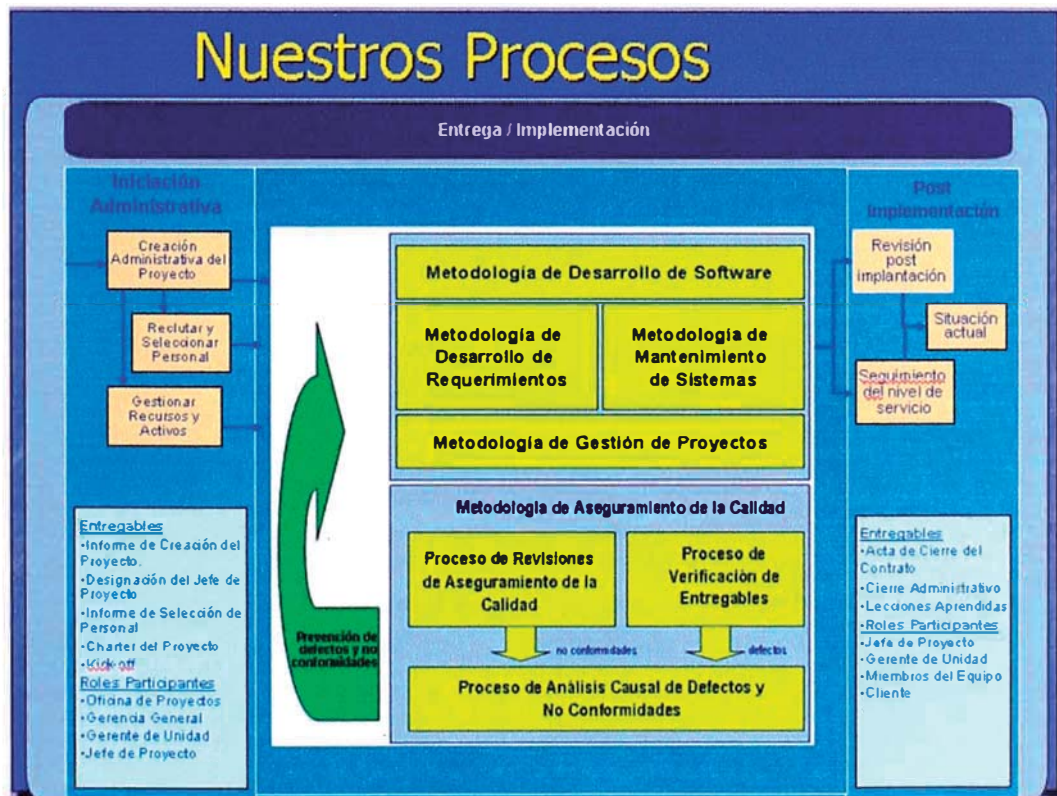 Nuestros Procesos
Entrega / Implementación
Iniciación
Administrativa
Creación
Administrativa del
Proyecto
Reclutar y
Seleccionar
Personal
Gestionar
Recursos y
Activos
Entregables
•Informe de Creación del
Proyecto.
•Designación del Jefe de
Proyecto
•Informe de Selección de
Personal
•Charter del Proyecto
•Kick off
Roles Participantes
•Oficina de Proyectos
•Gerencia General
•Gerente de Unidad
•Jefe de Proyecto
Prevención de
defectos y no
conformidades
Metodología de Desarrollo de Software
Metodología de
Desarrollo de
Requerimientos
Metodología de
Mantenimiento
de Sistemas
Metodología de Gestión de Proyectos
Metodología de Aseguramiento de la Calidad
Proceso de Revisiones
de Aseguramiento de la
Calidad
Proceso de
Verificación de
Entregables
no conformidades
defectos
Proceso de Análisis Causal de Defectos y
No Conformidades
Post
Implementación
Revisión
post
implantación
Situación
actual
Seguimiento
del nivel de
servicio
Entregables
•Acta de Cierre del
Contrato
•Cierre Administrativo
•Lecciones Aprendidas
•Roles Participantes
•Jefe de Proyecto
•Gerente de Unidad
•Miembros del Equipo
•Cliente